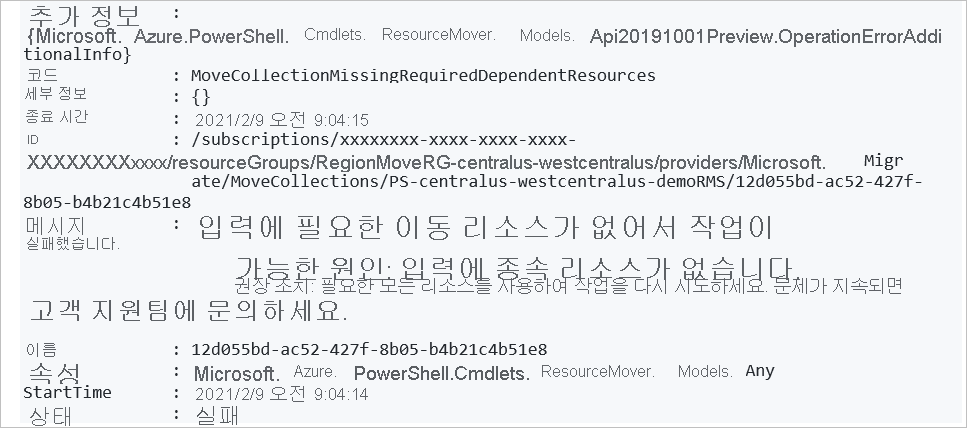 추가 정보 :
{Microsoft. Azure.PowerShell. Cmdlets. ResourceMover. Models. Api20191001Preview.OperationErrorAddi
tionalInfo}
코드 : MoveCollectionMissingRequiredDependentResources
세부 정보 : {}
종료 시간 : 2021/2/9 오전 9:04:15
ID : /subscriptions/xxxxxxxx-xxxx-xxxx-xxxx-
XXXXXXXXxxxx/resourceGroups/RegionMoveRG-centralus-westcentralus/providers/Microsoft. Migr
ate/MoveCollections/PS-centralus-westcentralus-demoRMS/12d055bd-ac52-427f-
8b05-b4b21c4b51e8
메시지 : 입력에 필요한 이동 리소스가 없어서 작업이
실패했습니다.
가능한 원인: 입력에 종속 리소스가 없습니다.
권장 조치: 필요한 모든 리소스를 사용하여 작업을 다시 시도하세요. 문제가 지속되면
고객 지원팀에 문의하세요.
이름 : 12d055bd-ac52-427f-8b05-b4b21c4b51e8
속성 : Microsoft. Azure. PowerShell.Cmdlets. ResourceMover. Models. Any
StartTime : 2021/2/9 오전 9:04:14
상태 : 실패